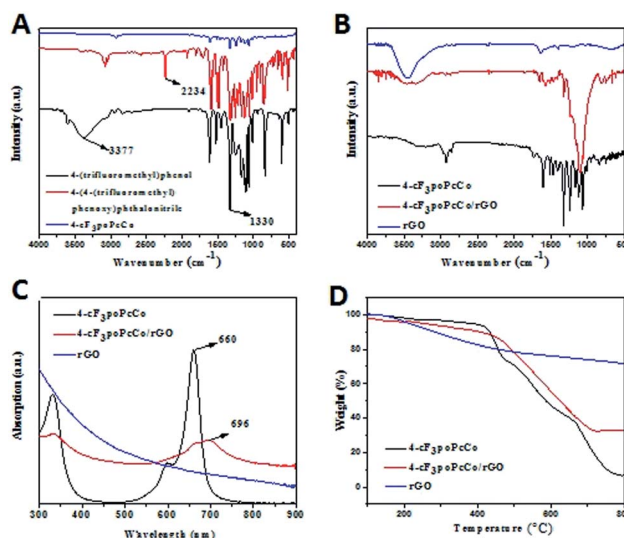 A
Intensity (a.u.)
2234
3377
1330
4-(trifluoromethyl)phenol
4-(4-(trifluoromethyl)
phenoxy)phthalonitrile
4-cF₃poPcCo
4000 3500 3000 2500 2000 1500 1000 500
Wavenumber (cm⁻¹)
B
Intensity (a.u.)
4-cF₃poPcCo
4-cF₃poPcCo/rGO
rGO
4000 3500 3000 2500 2000 1500 1000 500
Wavenumber (cm⁻¹)
C
Absorption (a.u.)
4-cF₃poPcCo
4-cF₃poPcCo/rGO
rGO
660
696
300 400 500 600 700 800 900
Wavelength (nm)
D
Weight (%)
100
80
60
40
20
0
4-cF₃poPcCo
4-cF₃poPcCo/rGO
rGO
200 400 600 800
Temperature (°C)